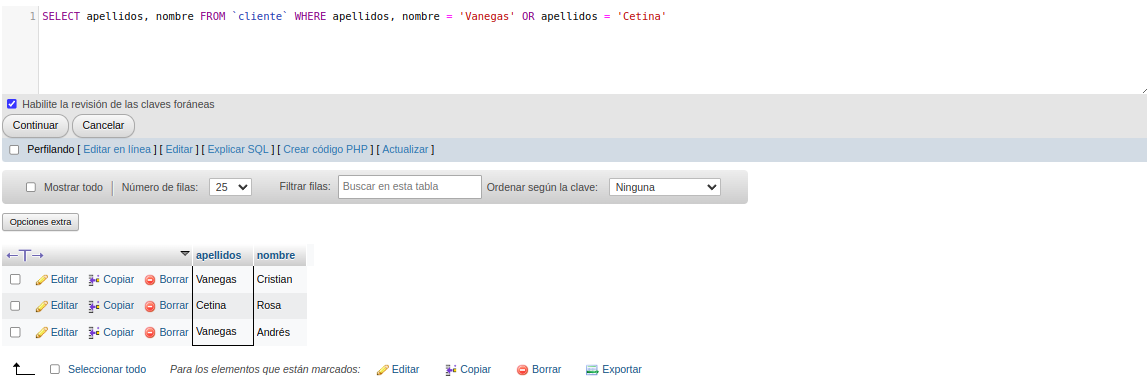 1 SELECT apellidos, nombre FROM `cliente` WHERE apellidos, nombre = 'Vanegas' OR apellidos = 'Cetina'
Habilite la revisión de las claves foráneas
Continuar Cancelar
Perfilando [ Editar en línea ] [ Editar ] [ Explicar SQL ] [ Crear código PHP ] [ Actualizar ]
Mostrar todo Número de filas: 25 Filtrar filas: Buscar en esta tabla Ordenar según la clave: Ninguna
Opciones extra
←T→ apellidos nombre
Editar Copiar Borrar Vanegas Cristian
Editar Copiar Borrar Cetina Rosa
Editar Copiar Borrar Vanegas Andrés
Seleccionar todo Para los elementos que están marcados: Editar Copiar Borrar Exportar